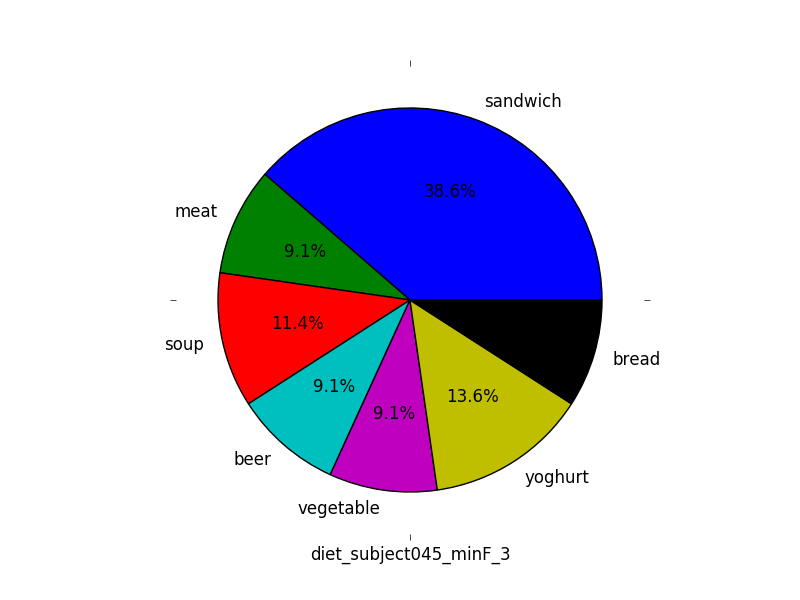 sandwich
38.6%
meat
9.1%
soup
11.4%
beer
9.1%
vegetable
9.1%
yoghurt
13.6%
bread
diet_subject045_minF_3